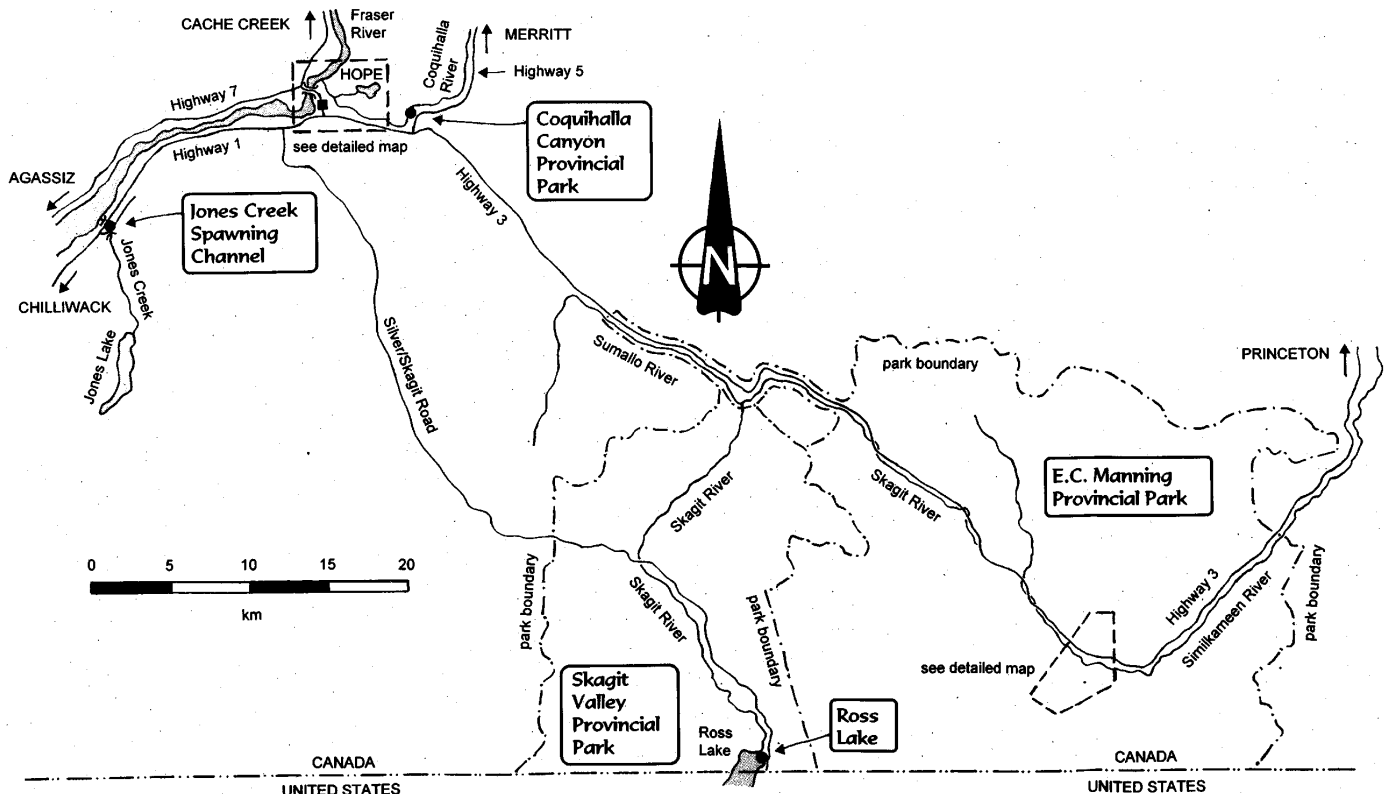 CACHE CREEK
Fraser
River
Coquihalla
River
MERRITT
Highway 5
HOPE
Highway 7
Highway 1
see detailed map
Coquihalla
Canyon
Provincial
Park
AGASSIZ
Jones Creek
Spawning
Channel
Jones Creek
CHILLIWACK
Jones Lake
Highway 3
N
Silver/Skagit Road
Sumallo River
park boundary
PRINCETON
Skagit River
Skagit River
E.C. Manning
Provincial Park
0 5 10 15 20
km
park boundary
Skagit River
park boundary
Highway 3
Similkameen River
park boundary
see detailed map
Skagit
Valley
Provincial
Park
Ross
Lake
Ross
Lake
CANADA
UNITED STATES
CANADA
UNITED STATES